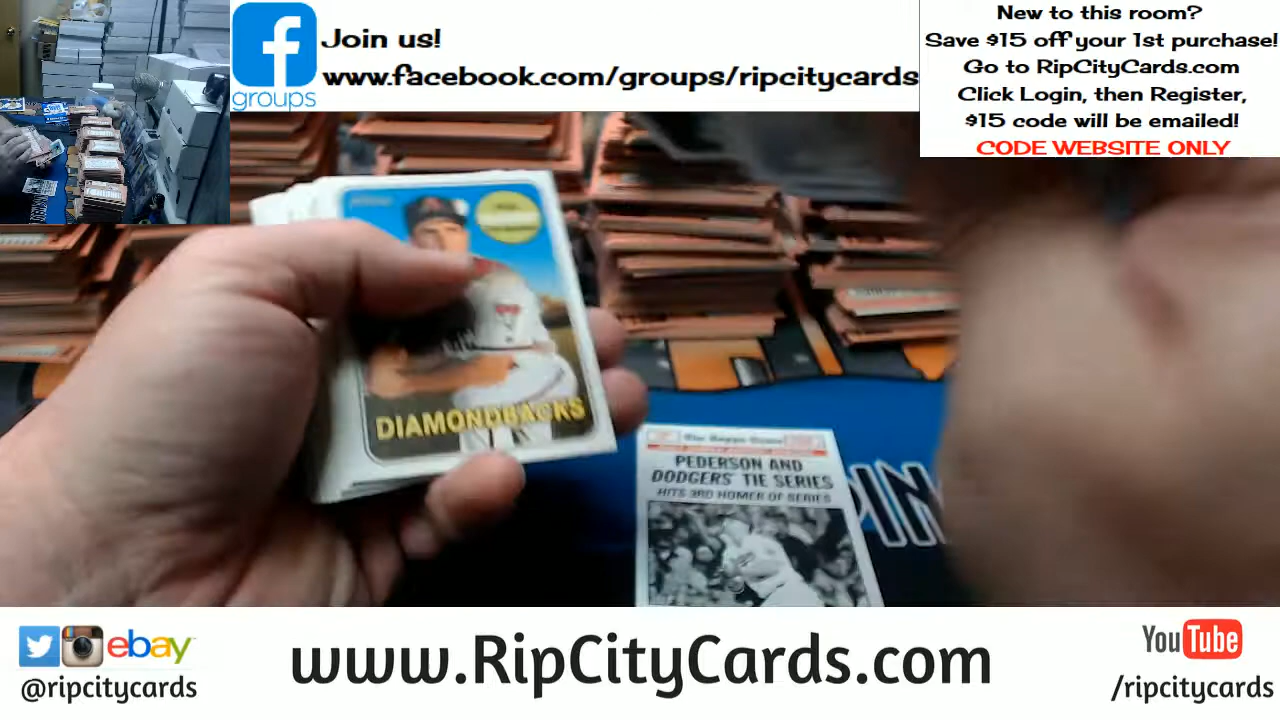 groups
Join us!
www.facebook.com/groups/ripcitycards
New to this room?
Save $15 off your 1st purchase!
Go to RipCityCards.com
Click Login, then Register,
$15 code will be emailed!
CODE WEBSITE ONLY
DIAMONDBACKS
PEDERSON AND
DODGERS' TIE SERIES
HITS 3RD HOMER OF SERIES
PIN
ebay
@ripcitycards
www.RipCityCards.com
YouTube
/ripcitycards